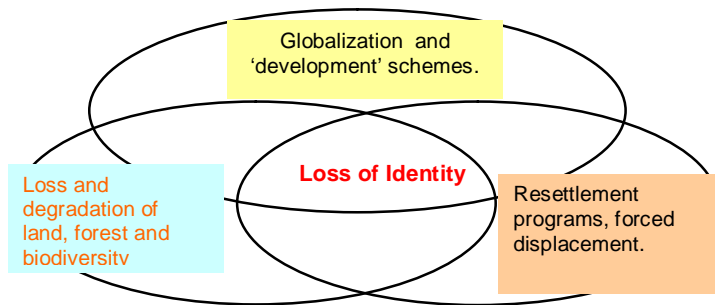 Globalization and
‘development’ schemes.
Loss of Identity
Loss and
degradation of
land, forest and
biodiversity
Resettlement
programs, forced
displacement.